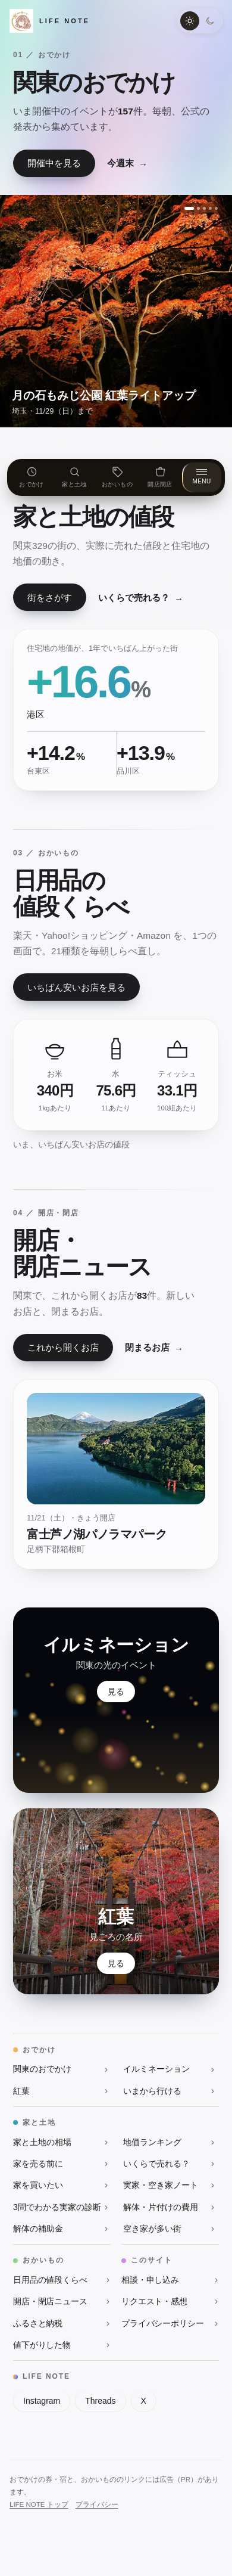 LIFE NOTE
01 ／ おでかけ
関東のおでかけ
いま開催中のイベントが157件。毎朝、公式の
発表から集めています。
開催中を見る
今週末 →
月の石もみじ公園 紅葉ライトアップ
埼玉・11/29（日）まで
おでかけ
家と土地
おかいもの
開店閉店
MENU
家と土地の値段
関東329の街の、実際に売れた値段と住宅地の
地価の動き。
街をさがす
いくらで売れる？ →
住宅地の地価が、1年でいちばん上がった街
+16.6%
港区
+14.2%
台東区
+13.9%
品川区
03 ／ おかいもの
日用品の
値段くらべ
楽天・Yahoo!ショッピング・Amazon を、1つの
画面で。21種類を毎朝しらべ直し。
いちばん安いお店を見る
お米
340円
1kgあたり
水
75.6円
1Lあたり
ティッシュ
33.1円
100組あたり
いま、いちばん安いお店の値段
04 ／ 開店・閉店
開店・
閉店ニュース
関東で、これから開くお店が83件。新しい
お店と、閉まるお店。
これから開くお店
閉まるお店 →
11/21（土）・きょう開店
富士芦ノ湖パノラマパーク
足柄下郡箱根町
イルミネーション
関東の光のイベント
見る
紅葉
見ごろの名所
見る
おでかけ
関東のおでかけ ›
イルミネーション ›
紅葉 ›
いまから行ける ›
家と土地
家と土地の相場 ›
地価ランキング ›
家を売る前に ›
いくらで売れる？ ›
家を買いたい ›
実家・空き家ノート ›
3問でわかる実家の診断 ›
解体・片付けの費用 ›
解体の補助金 ›
空き家が多い街 ›
おかいもの
日用品の値段くらべ ›
開店・閉店ニュース ›
ふるさと納税 ›
値下がりした物 ›
このサイト
相談・申し込み ›
リクエスト・感想 ›
プライバシーポリシー ›
LIFE NOTE
Instagram
Threads
X
おでかけの券・宿と、おかいもののリンクには広告（PR）があり
ます。
LIFE NOTE トップ
プライバシー